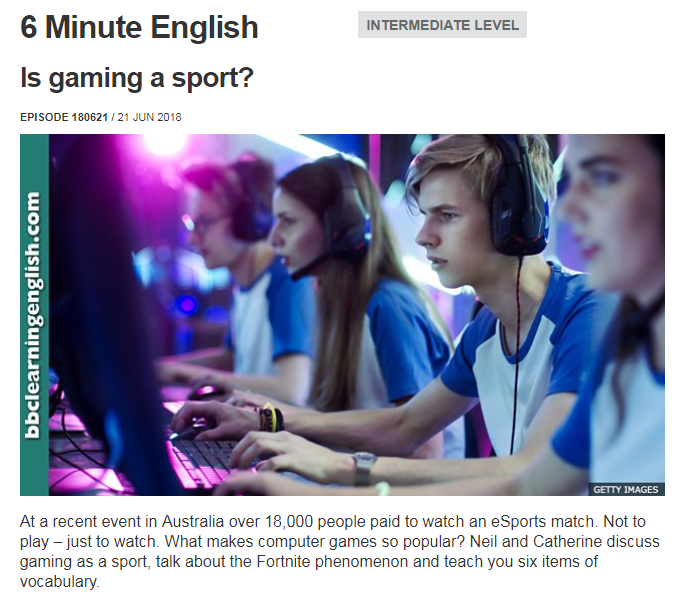 6 Minute English
INTERMEDIATE LEVEL
Is gaming a sport?
EPISODE 180621 / 21 JUN 2018
bbclearningenglish.com
GETTY IMAGES
At a recent event in Australia over 18,000 people paid to watch an eSports match. Not to
play – just to watch. What makes computer games so popular? Neil and Catherine discuss
gaming as a sport, talk about the Fortnite phenomenon and teach you six items of
vocabulary.